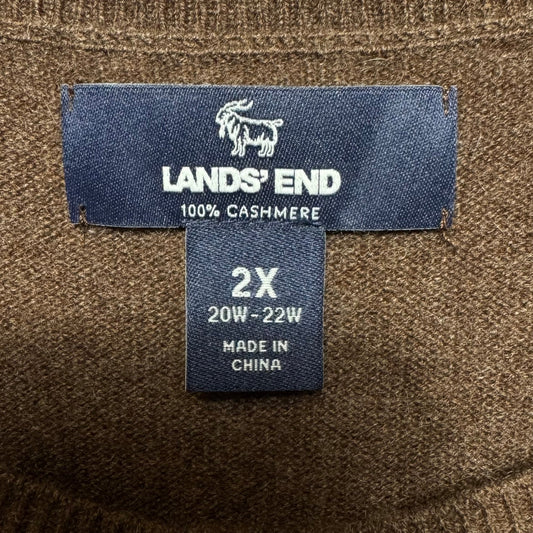 LANDS' END
100% CASHMERE
2X
20W - 22W
MADE IN
CHINA